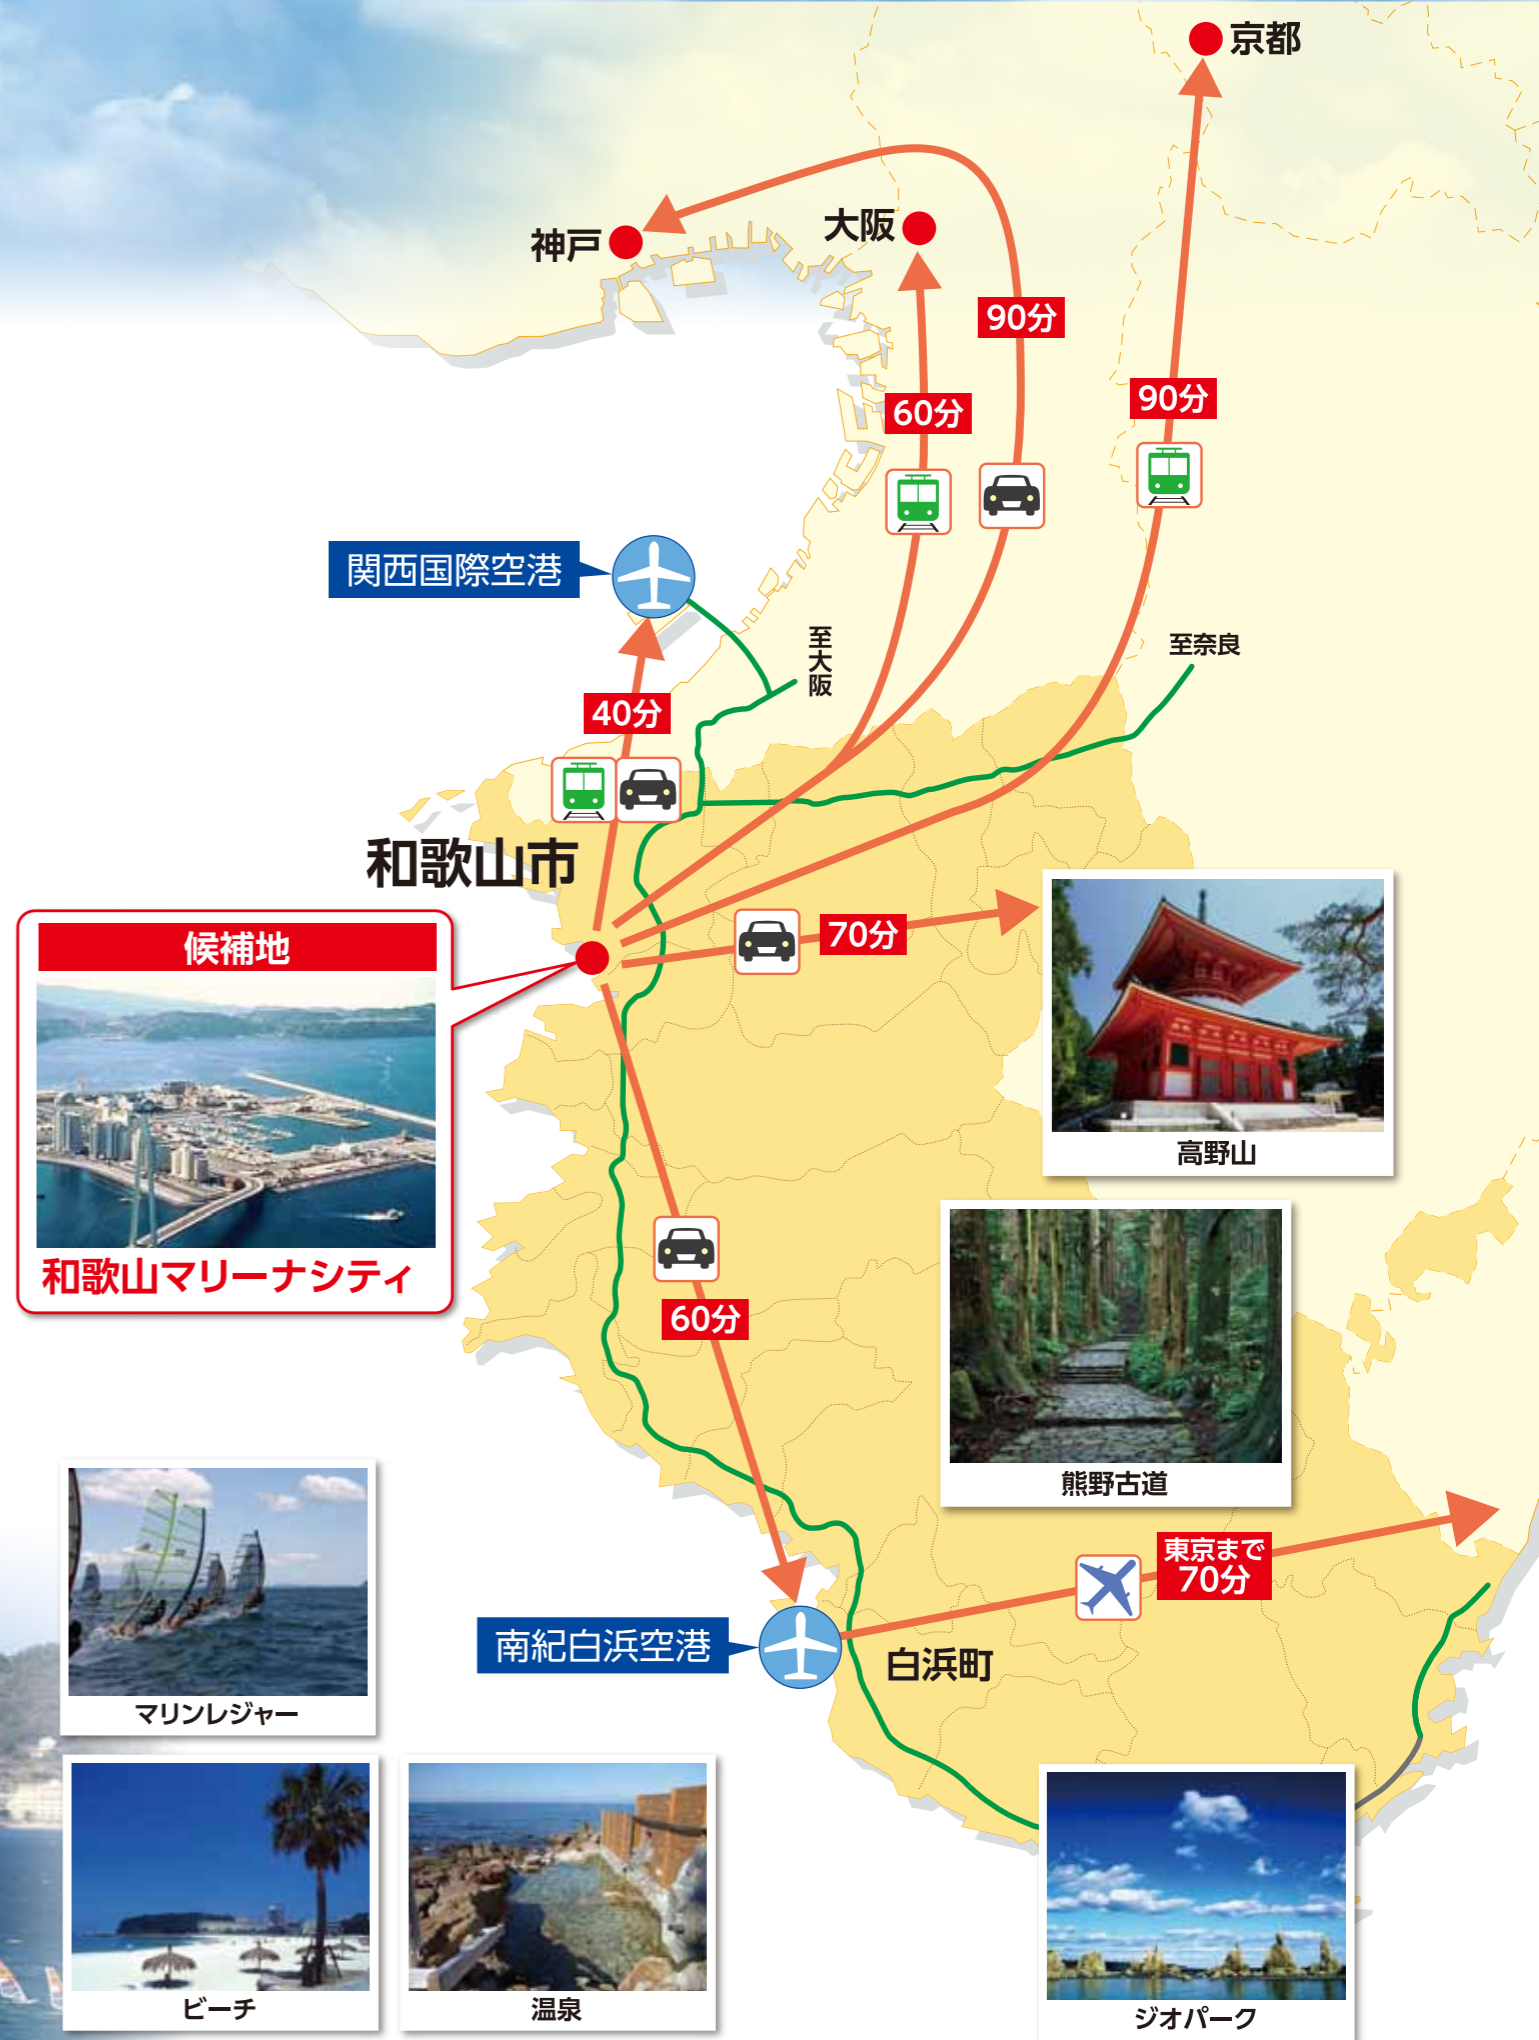 京都
神戸
大阪
90分
60分
90分
関西国際空港
至大阪
至奈良
40分
和歌山市
候補地
和歌山マリーナシティ
70分
高野山
60分
熊野古道
東京まで
70分
南紀白浜空港
白浜町
マリンレジャー
ビーチ
温泉
ジオパーク